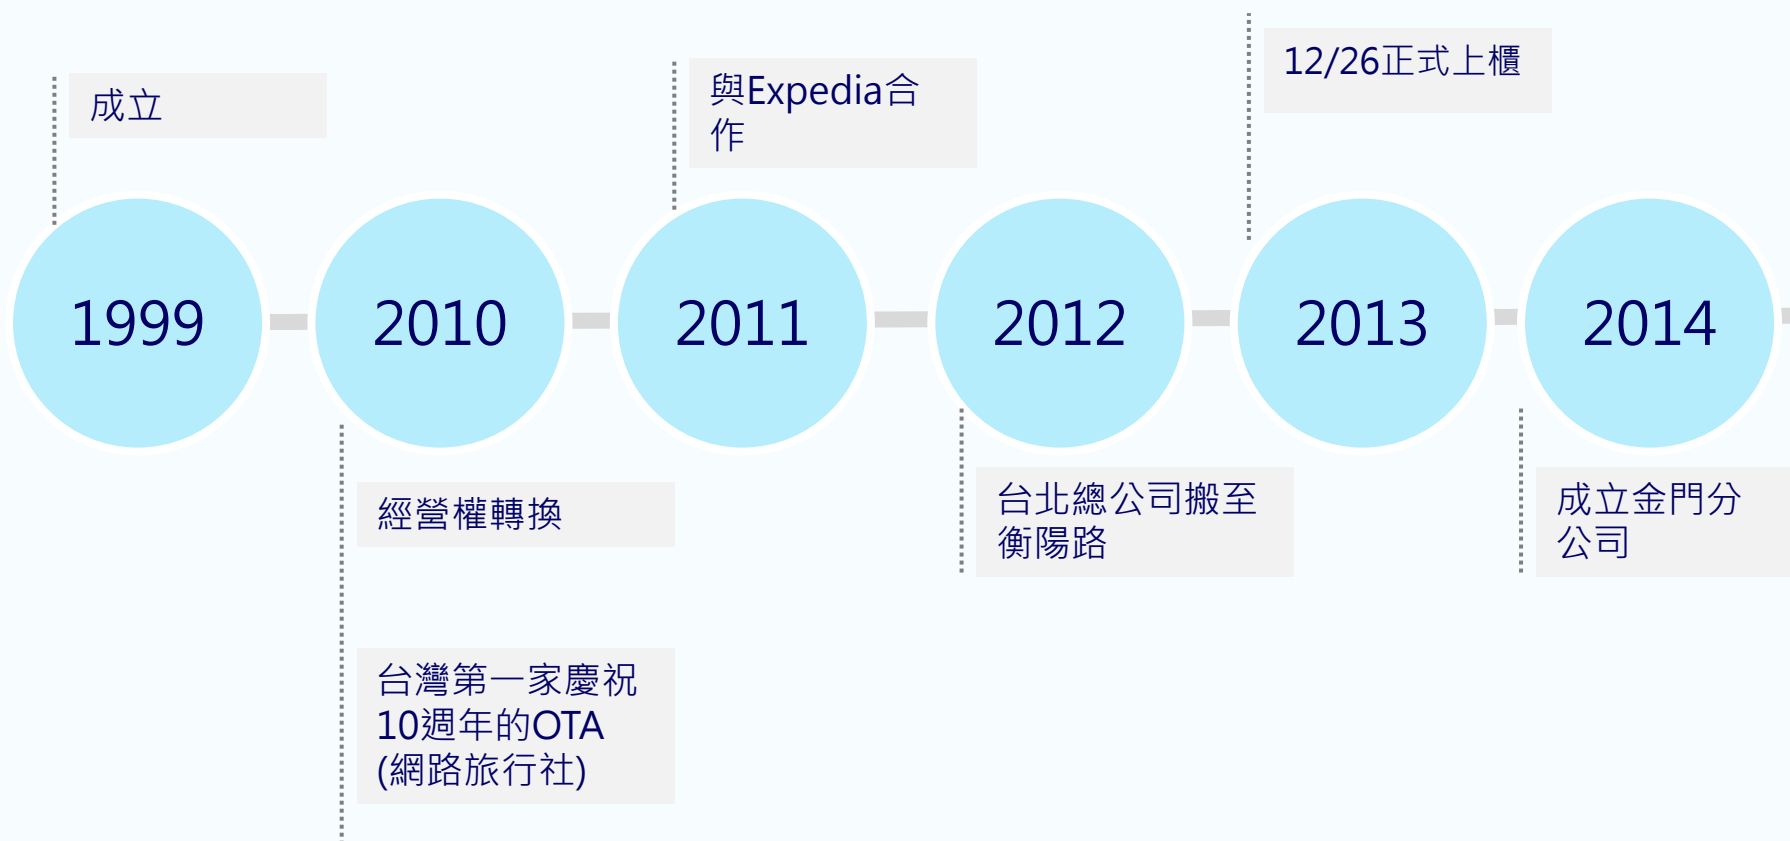 成立
與Expedia合
作
12/26正式上櫃
1999
2010
2011
2012
2013
2014
經營權轉換
台北總公司搬至
衡陽路
成立金門分
公司
台灣第一家慶祝
10週年的OTA
(網路旅行社)